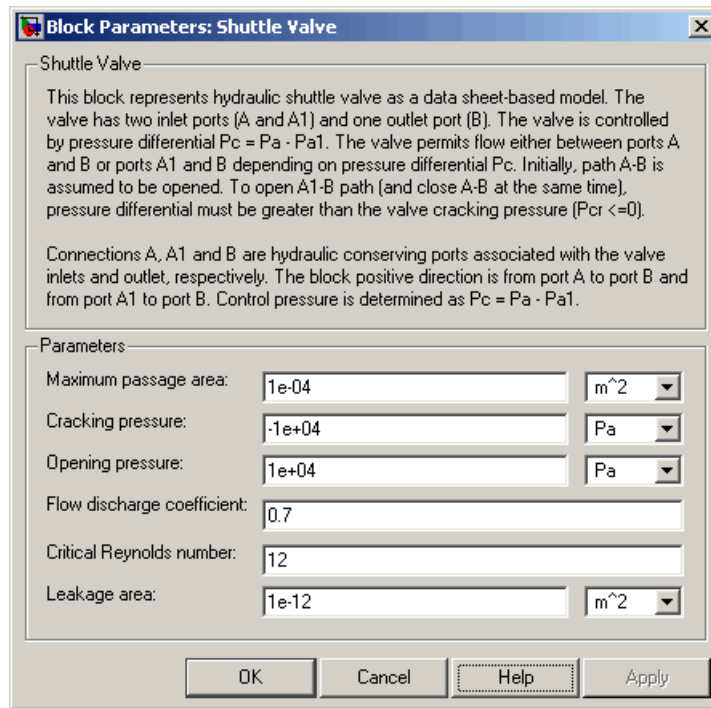 Block Parameters: Shuttle Valve
Shuttle Valve
This block represents hydraulic shuttle valve as a data sheet-based model. The
valve has two inlet ports (A and A1) and one outlet port (B). The valve is controlled
by pressure differential Pc = Pa - Pa1. The valve permits flow either between ports A
and B or ports A1 and B depending on pressure differential Pc. Initially, path A-B is
assumed to be opened. To open A1-B path (and close A-B at the same time),
pressure differential must be greater than the valve cracking pressure (Pcr <=0).
Connections A, A1 and B are hydraulic conserving ports associated with the valve
inlets and outlet, respectively. The block positive direction is from port A to port B and
from port A1 to port B. Control pressure is determined as Pc = Pa - Pa1.
Parameters
Maximum passage area: 1e-04 m^2
Cracking pressure: -1e+04 Pa
Opening pressure: 1e+04 Pa
Flow discharge coefficient: 0.7
Critical Reynolds number: 12
Leakage area: 1e-12 m^2
OK Cancel Help Apply